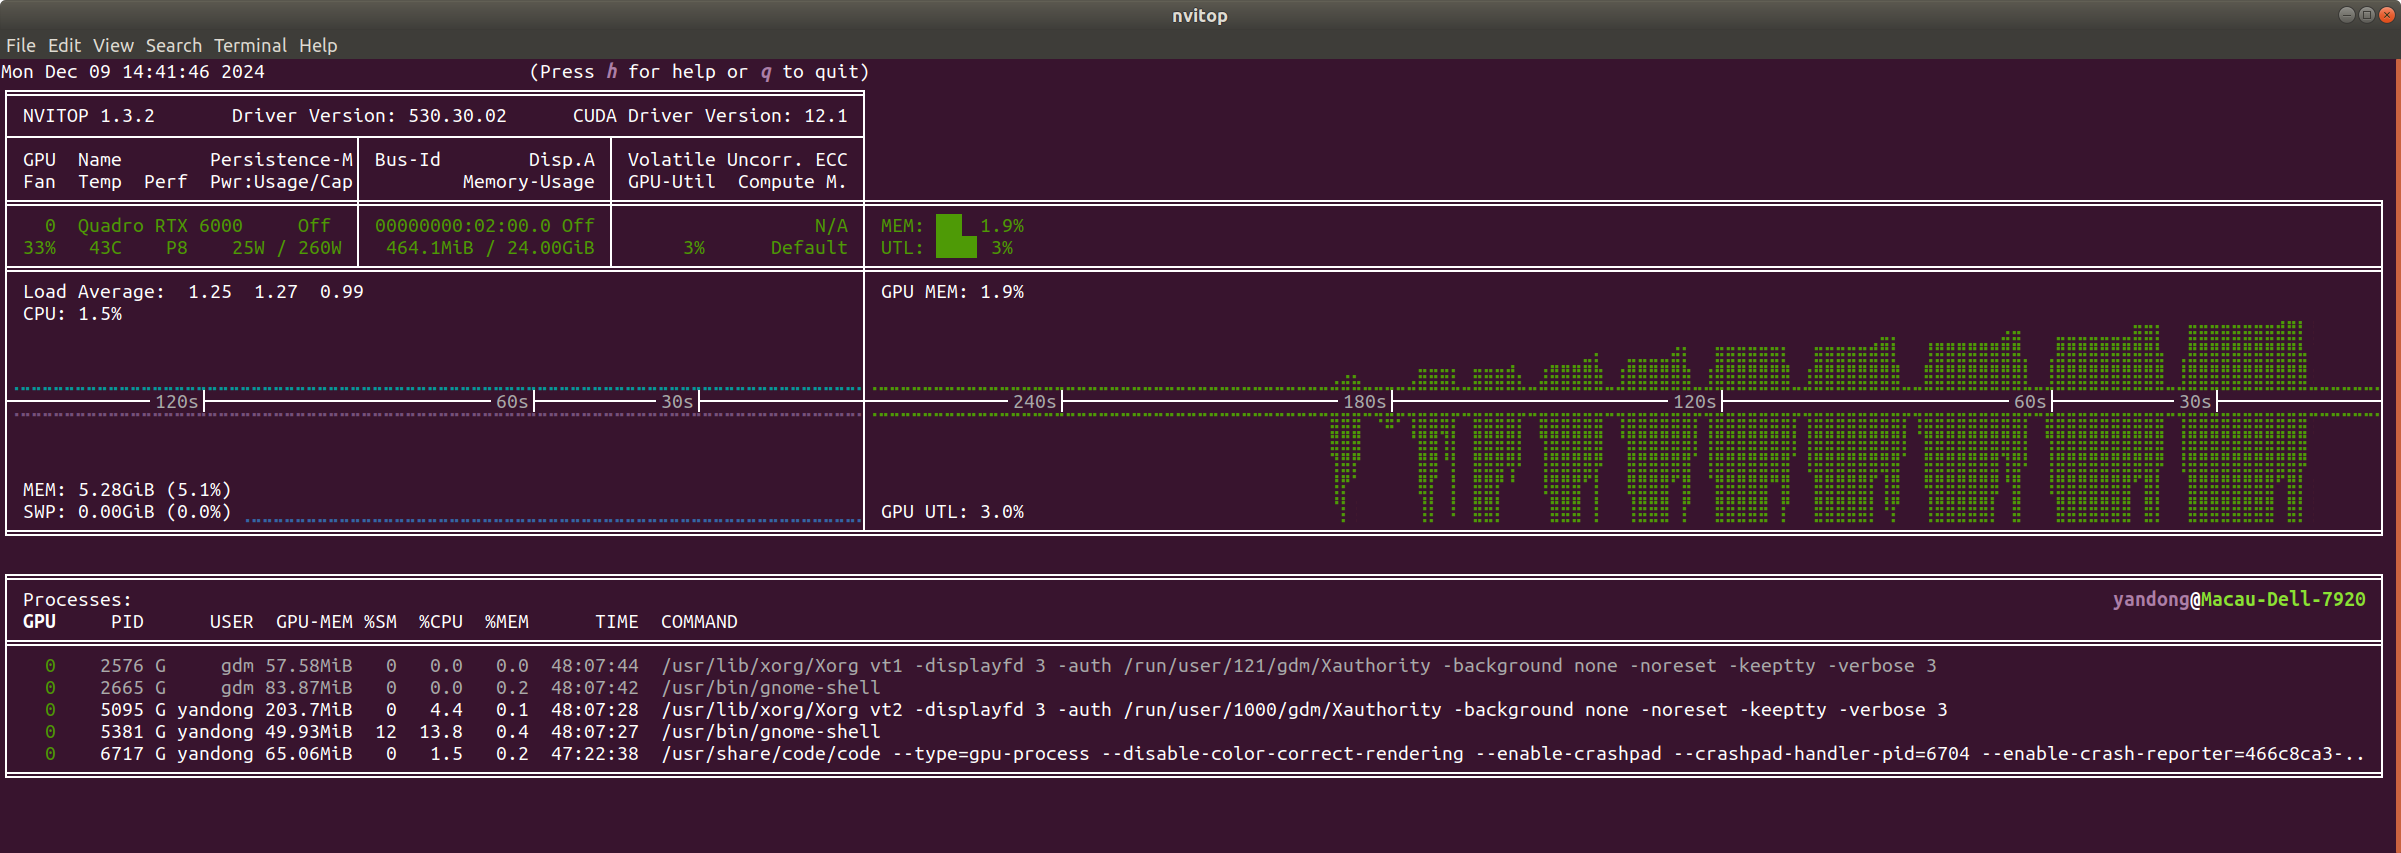 nvitop
File Edit View Search Terminal Help
Mon Dec 09 14:41:46 2024 (Press h for help or q to quit)
NVITOP 1.3.2 Driver Version: 530.30.02 CUDA Driver Version: 12.1
GPU Name Persistence-M Bus-Id Disp.A Volatile Uncorr. ECC
Fan Temp Perf Pwr:Usage/Cap Memory-Usage GPU-Util Compute M.
0 Quadro RTX 6000 Off 00000000:02:00.0 Off N/A MEM: 1.9%
33% 43C P8 25W / 260W 464.1MiB / 24.00GiB 3% Default UTL: 3%
Load Average: 1.25 1.27 0.99 GPU MEM: 1.9%
CPU: 1.5%
120s 60s 30s 240s 180s 120s 60s 30s
MEM: 5.28GiB (5.1%)
SWP: 0.00GiB (0.0%) GPU UTL: 3.0%
Processes: yandong@Macau-Dell-7920
GPU PID USER GPU-MEM %SM %CPU %MEM TIME COMMAND
0 2576 G gdm 57.58MiB 0 0.0 0.0 48:07:44 /usr/lib/xorg/Xorg vt1 -displayfd 3 -auth /run/user/121/gdm/Xauthority -background none -noreset -keeptty -verbose 3
0 2665 G gdm 83.87MiB 0 0.0 0.2 48:07:42 /usr/bin/gnome-shell
0 5095 G yandong 203.7MiB 0 4.4 0.1 48:07:28 /usr/lib/xorg/Xorg vt2 -displayfd 3 -auth /run/user/1000/gdm/Xauthority -background none -noreset -keeptty -verbose 3
0 5381 G yandong 49.93MiB 12 13.8 0.4 48:07:27 /usr/bin/gnome-shell
0 6717 G yandong 65.06MiB 0 1.5 0.2 47:22:38 /usr/share/code/code --type=gpu-process --disable-color-correct-rendering --enable-crashpad --crashpad-handler-pid=6704 --enable-crash-reporter=466c8ca3-..